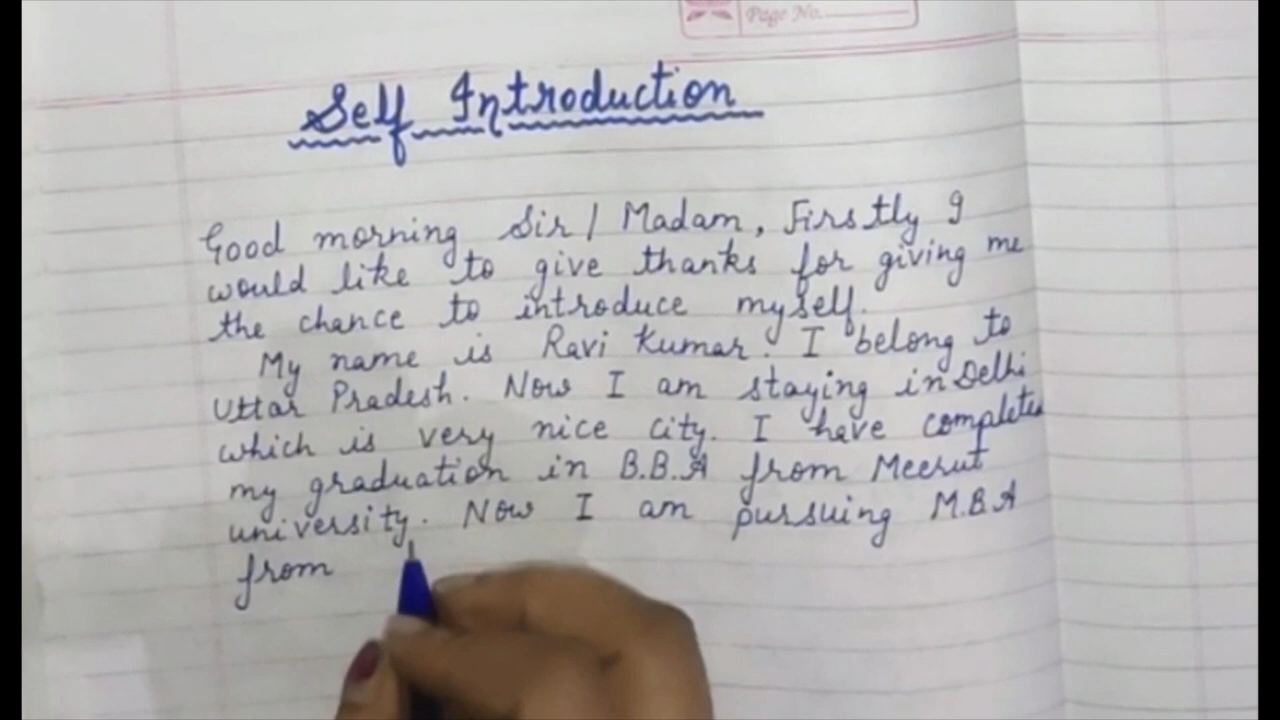 Page No.
Self Introduction
Good morning Sir / Madam, Firstly I
would like to give thanks for giving me
the chance to introduce myself.
My name is Ravi Kumar. I belong to
Uttar Pradesh. Now I am staying in Delhi
which is very nice city. I have completed
my graduation in B.B.A from Meerut
university. Now I am pursuing M.B.A
from